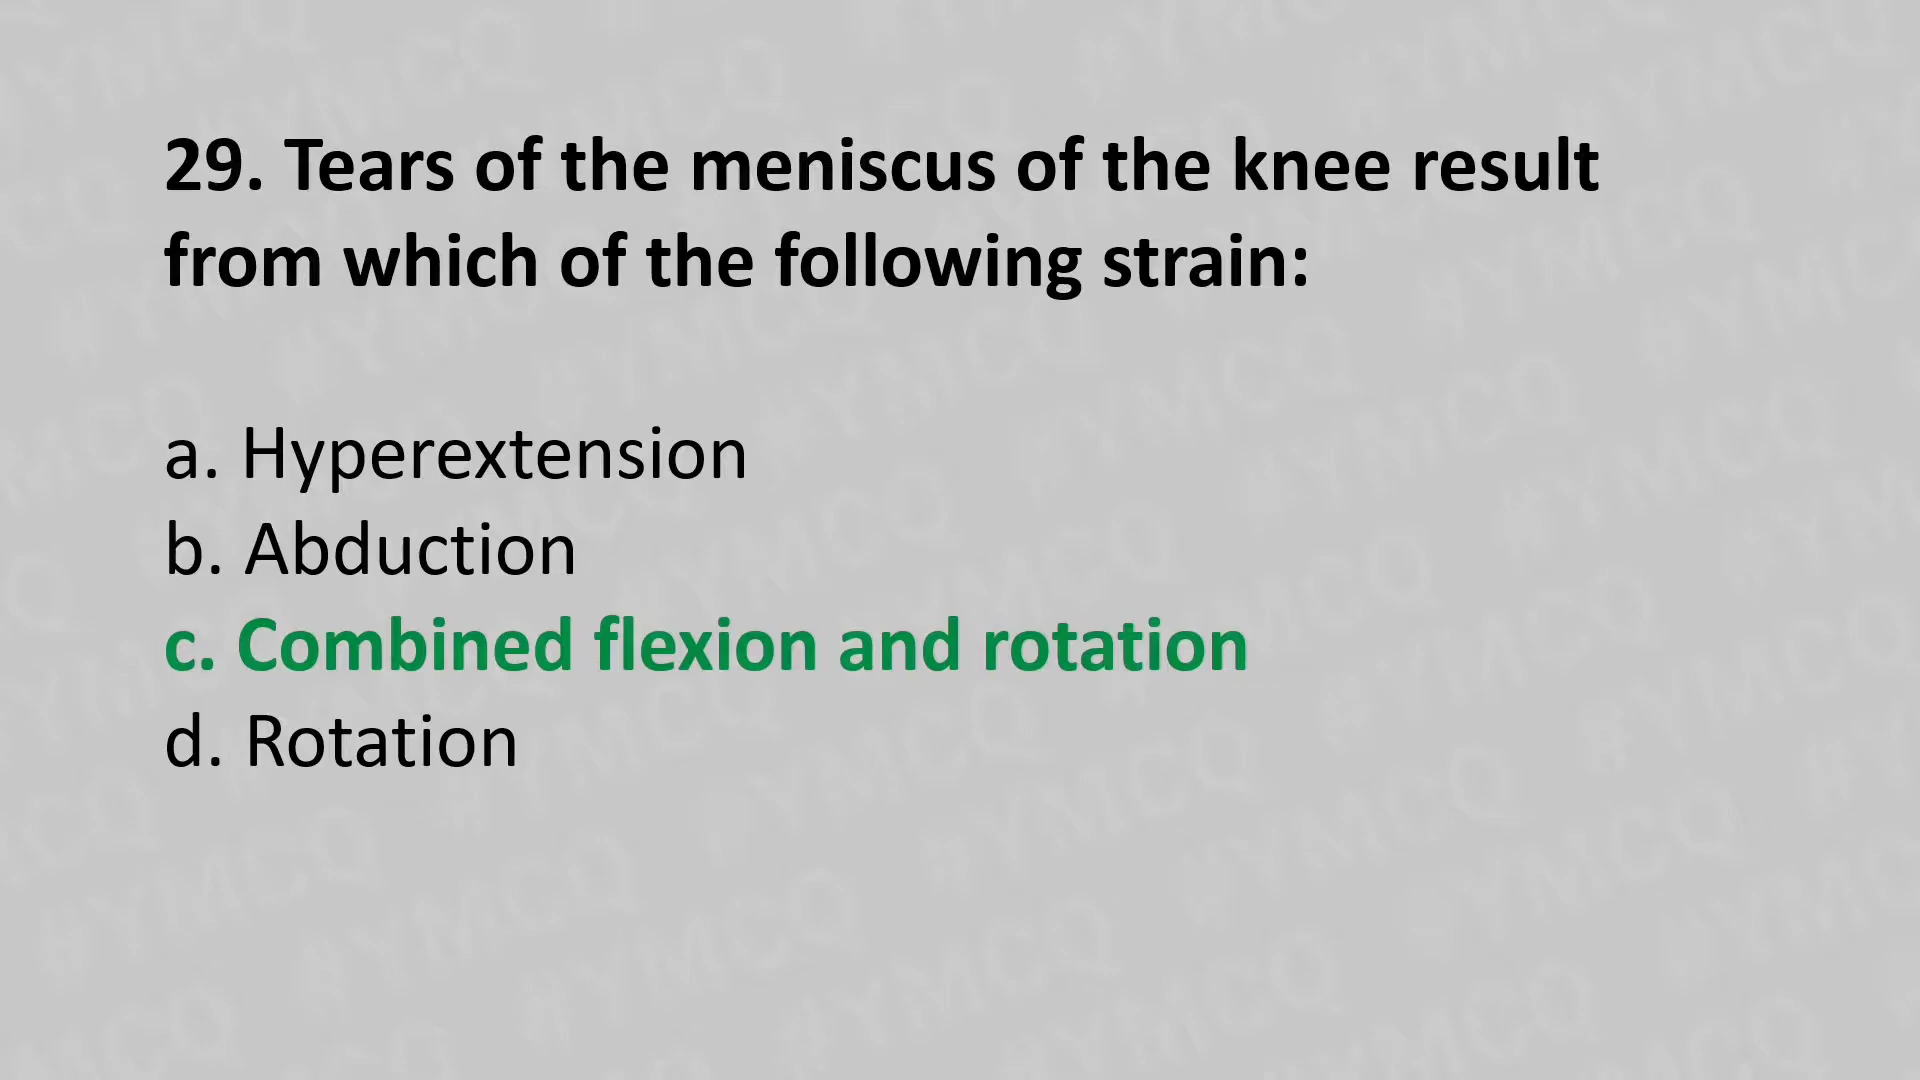 29. Tears of the meniscus of the knee result
from which of the following strain:
a. Hyperextension
b. Abduction
c. Combined flexion and rotation
d. Rotation
#YMCQ